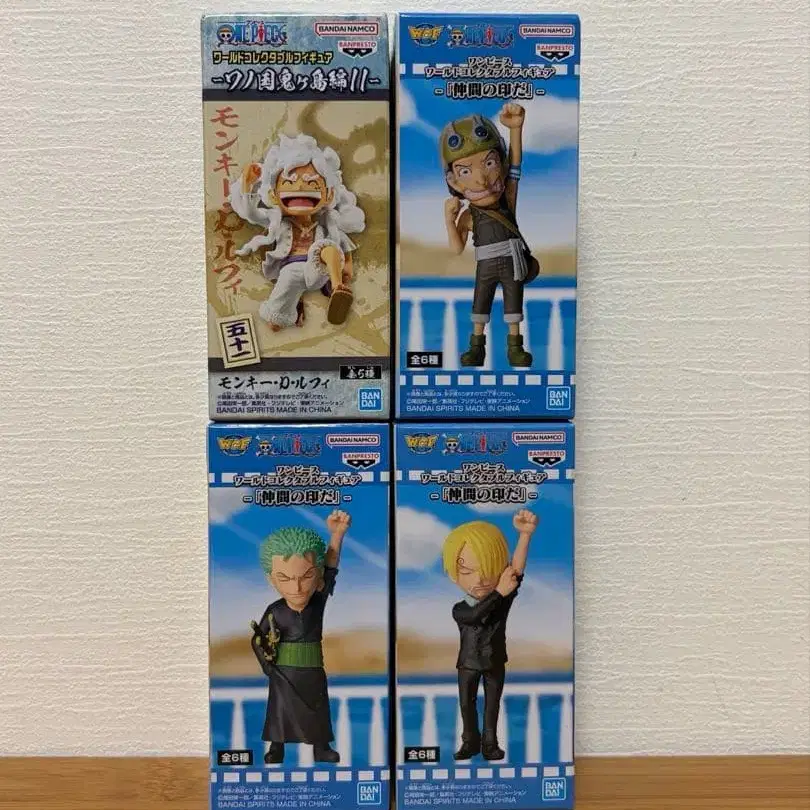 ONE PIECE
BANDAI NAMCO
BANPRESTO
ワールドコレクタブルフィギュア
-ワノ国鬼ヶ島編11-
モンキー・D・ルフィ
五十一
全5種
モンキー・D・ルフィ
BANDAI SPIRITS MADE IN CHINA
BANDAI
WCF
ONE PIECE
BANDAI NAMCO
BANPRESTO
ワンピース
ワールドコレクタブルフィギュア
-「仲間の印だ」-
全6種
BANDAI SPIRITS MADE IN CHINA
BANDAI
WCF
ONE PIECE
BANDAI NAMCO
BANPRESTO
ワンピース
ワールドコレクタブルフィギュア
-「仲間の印だ」-
全6種
BANDAI SPIRITS MADE IN CHINA
BANDAI
WCF
ONE PIECE
BANDAI NAMCO
BANPRESTO
ワンピース
ワールドコレクタブルフィギュア
-「仲間の印だ」-
全6種
BANDAI SPIRITS MADE IN CHINA
BANDAI